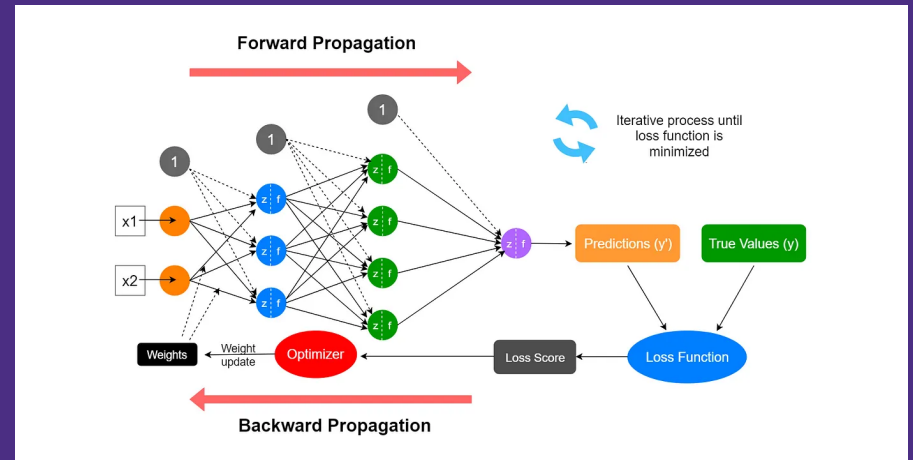 Forward Propagation
1
1
1
Iterative process until
loss function is
minimized
z f
z f
z f
z f
z f
z f
z f
z f
x1
x2
Predictions (y')
True Values (y)
Weights
Weight
update
Optimizer
Loss Score
Loss Function
Backward Propagation